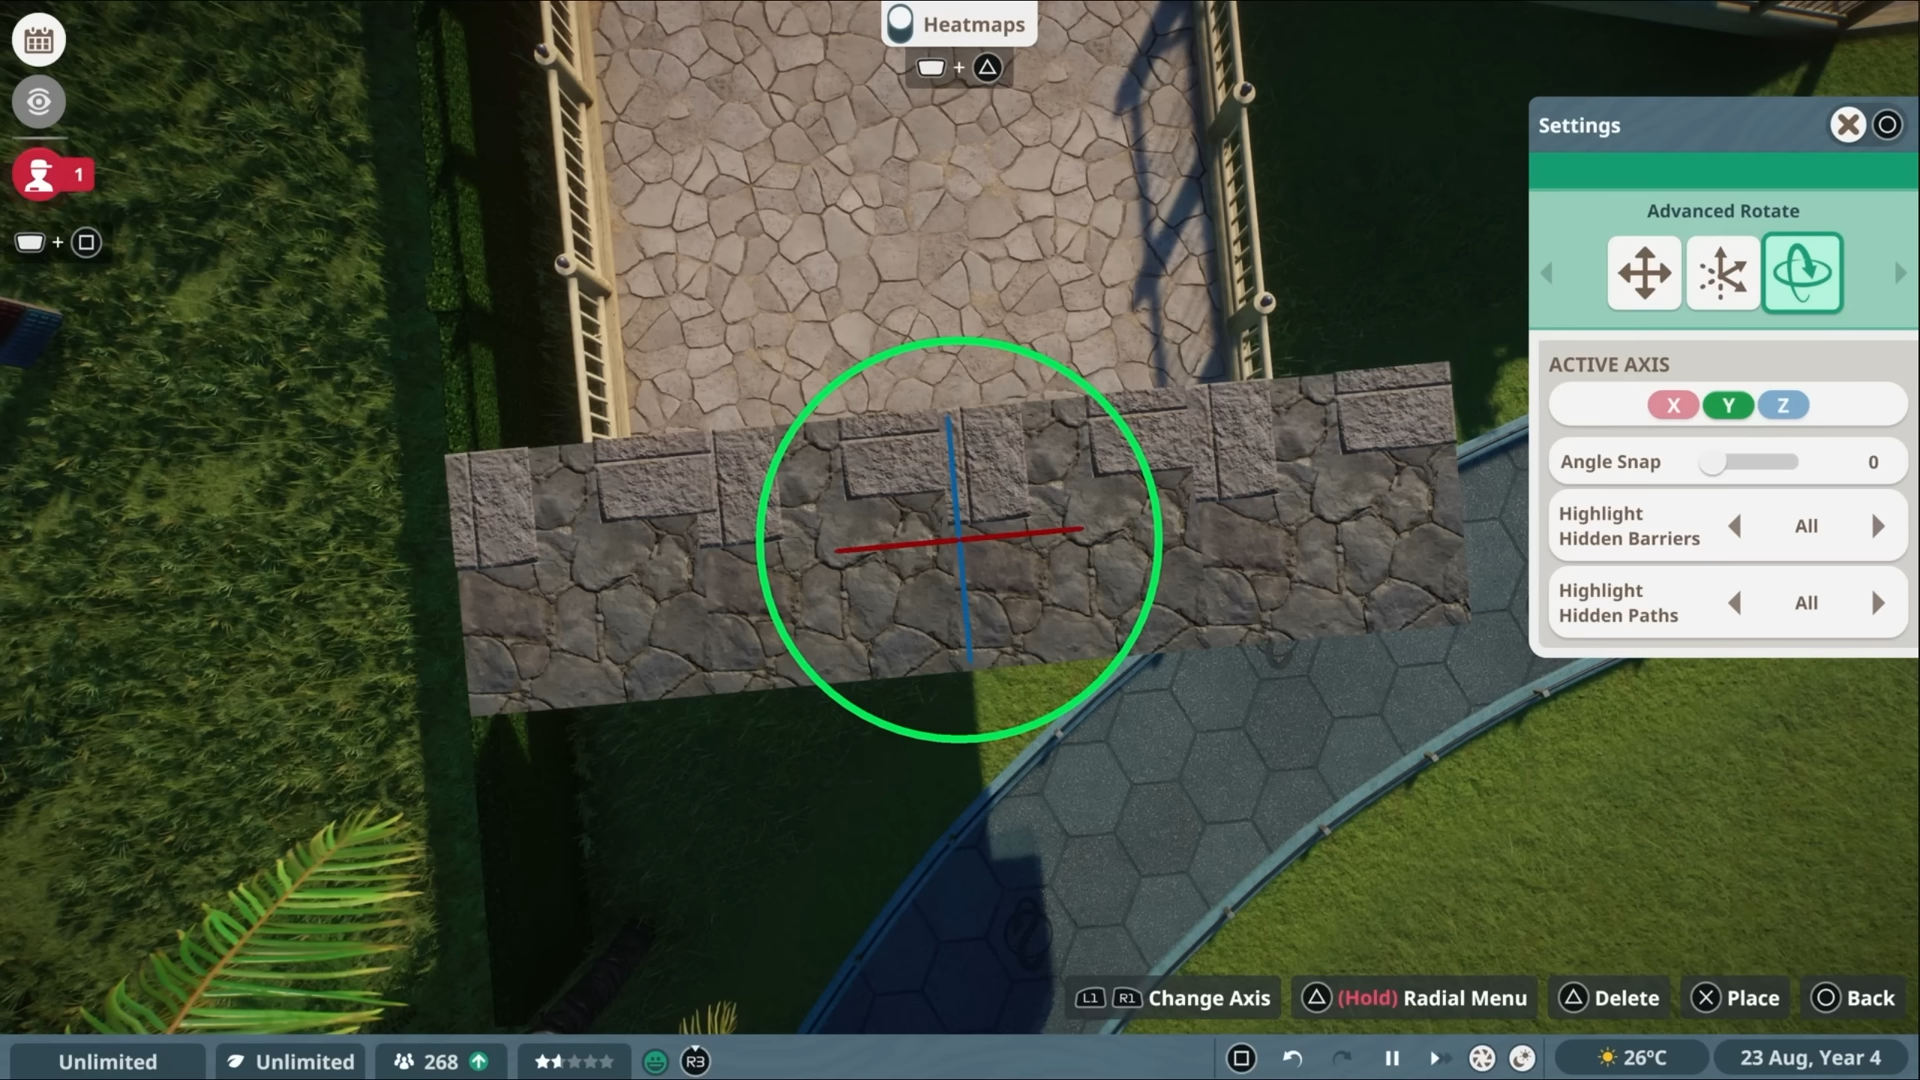 Heatmaps
+
1
+
Settings
Advanced Rotate
ACTIVE AXIS
X Y Z
Angle Snap 0
Highlight
Hidden Barriers All
Highlight
Hidden Paths All
L1 R1 Change Axis (Hold) Radial Menu Delete Place Back
Unlimited Unlimited 268 R3 26°C 23 Aug, Year 4